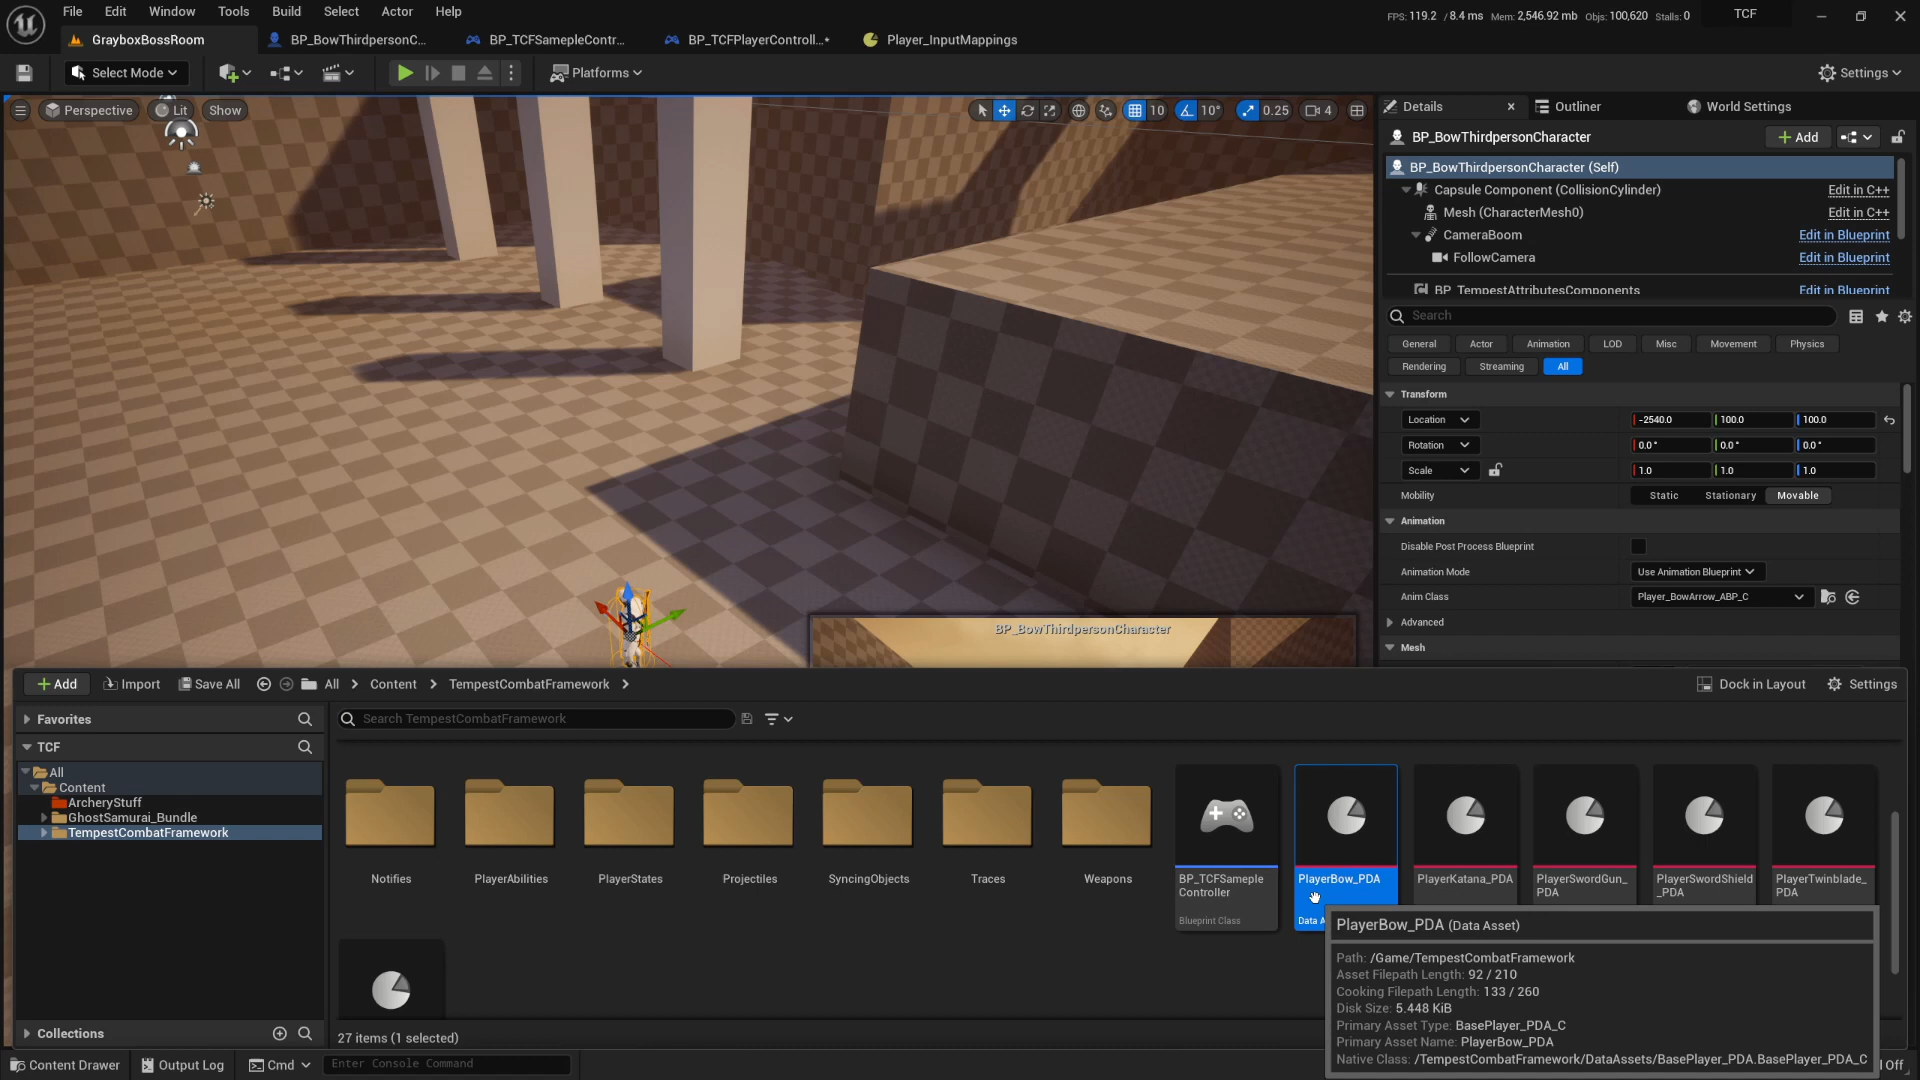 File Edit Window Tools Build Select Actor Help
FPS: 119.2 / 8.4 ms Mem: 2,546.92 mb Objs: 100,620 Stalls: 0 TCF
GrayboxBossRoom BP_BowThirdpersonC... BP_TCFSamepleContr... BP_TCFPlayerControll...* Player_InputMappings
Select Mode Platforms Settings
Perspective Lit Show 10 10° 0.25 4
Details Outliner World Settings
BP_BowThirdpersonCharacter Add
BP_BowThirdpersonCharacter (Self)
Capsule Component (CollisionCylinder) Edit in C++
Mesh (CharacterMesh0) Edit in C++
CameraBoom Edit in Blueprint
FollowCamera Edit in Blueprint
BP_TempestAttributesComponents Edit in Blueprint
Search
General Actor Animation LOD Misc Movement Physics
Rendering Streaming All
Transform
Location -2540.0 100.0 100.0
Rotation 0.0° 0.0° 0.0°
Scale 1.0 1.0 1.0
Mobility Static Stationary Movable
Animation
Disable Post Process Blueprint
Animation Mode Use Animation Blueprint
Anim Class Player_BowArrow_ABP_C
Advanced
Mesh
BP_BowThirdpersonCharacter
Add Import Save All All Content TempestCombatFramework Dock in Layout Settings
Favorites
Search TempestCombatFramework
TCF
All
Content
ArcheryStuff
GhostSamurai_Bundle
TempestCombatFramework
Notifies PlayerAbilities PlayerStates Projectiles SyncingObjects Traces Weapons
BP_TCFSameple
Controller
Blueprint Class
PlayerBow_PDA
Data A
PlayerKatana_PDA
PlayerSwordGun_
PDA
PlayerSwordShield
_PDA
PlayerTwinblade_
PDA
PlayerBow_PDA (Data Asset)
Path: /Game/TempestCombatFramework
Asset Filepath Length: 92 / 210
Cooking Filepath Length: 133 / 260
Disk Size: 5.448 KiB
Primary Asset Type: BasePlayer_PDA_C
Primary Asset Name: PlayerBow_PDA
Native Class: /TempestCombatFramework/DataAssets/BasePlayer_PDA.BasePlayer_PDA_C
Collections
27 items (1 selected)
Content Drawer Output Log Cmd Enter Console Command
l Off